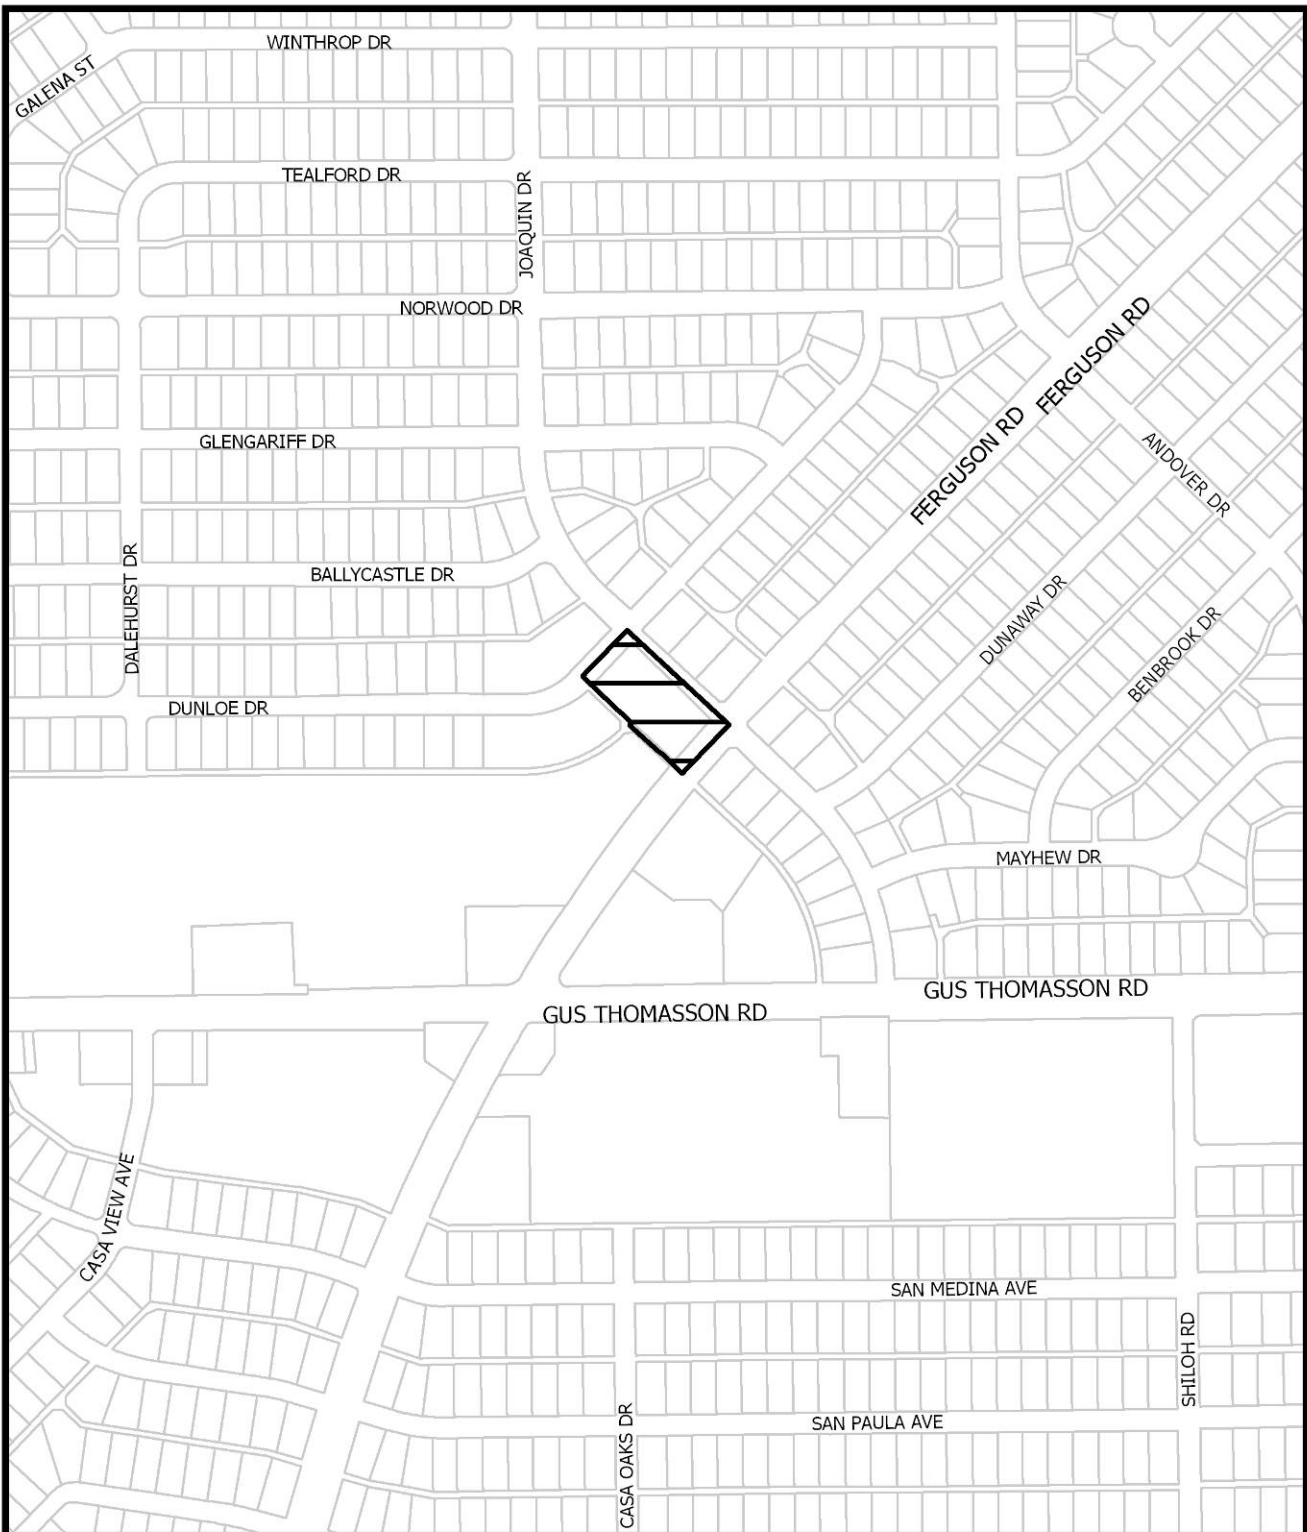 WINTHROP DR
GALENA ST
TEALFORD DR
JOAQUIN DR
NORWOOD DR
FERGUSON RD
FERGUSON RD
GLENGARIFF DR
ANDOVER DR
BALLYCASTLE DR
DALEHURST DR
DUNAWAY DR
BENBROOK DR
DUNLOE DR
MAYHEW DR
GUS THOMASSON RD
GUS THOMASSON RD
CASA VIEW AVE
SAN MEDINA AVE
SHILOH RD
SAN PAULA AVE
CASA OAKS DR